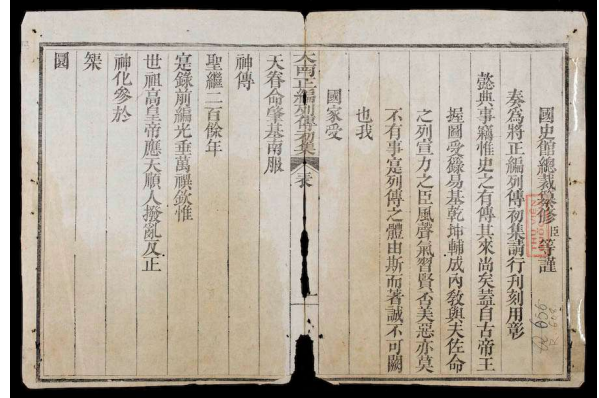 國史館總裁纂修臣等謹
奏為將正編列傳初集請行刊刻用彰
懿典事竊惟史之有傳其來尚矣蓋自古帝王
握圖受籙易基乾坤輔成內教與夫佐命
之列宣力之臣風聲氣習賢否美惡亦莫
不有事寔列傳之體由斯而著誠不可闕
也我
國家受
大南正編列傳初集 表
天眷命肇基南服
神傳
聖繼二百餘年
寔錄前編光垂萬禩欽惟
世祖高皇帝應天順人撥亂反正
神化參於
榘
圜